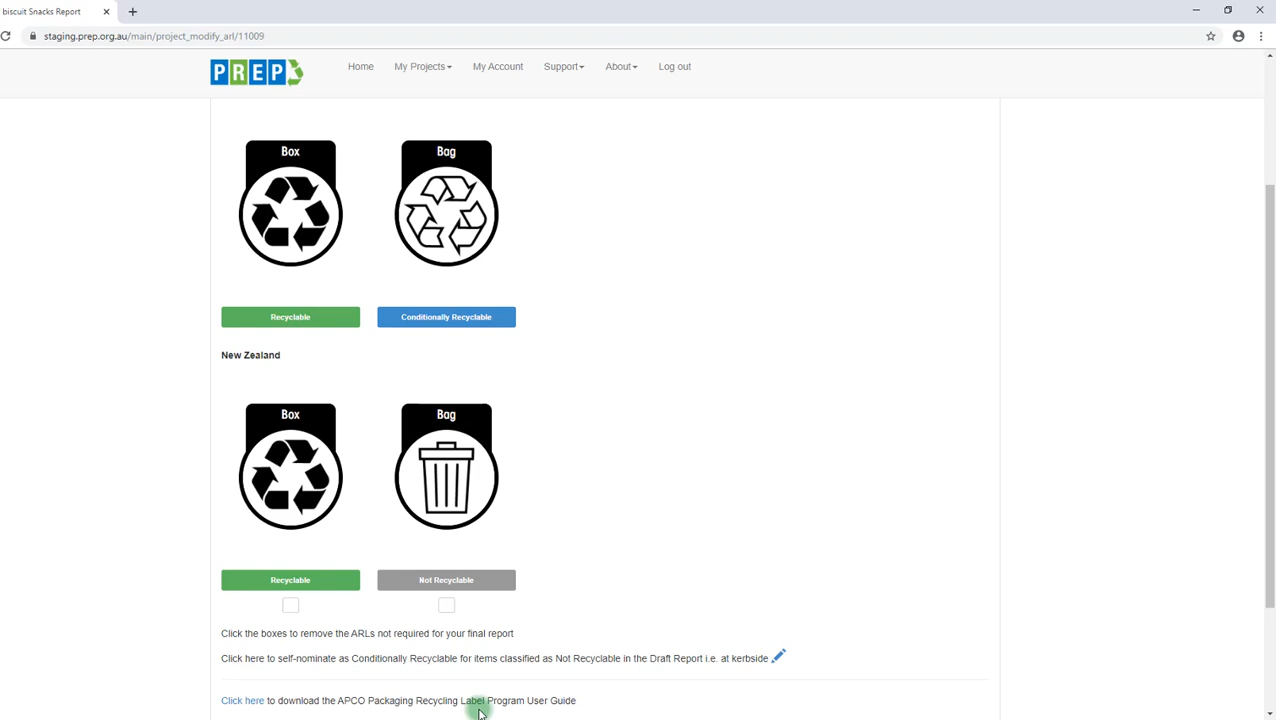 biscuit Snacks Report
staging.prep.org.au/main/project_modify_arl/11009
PREP
Home My Projects My Account Support About Log out
Box Bag
Recyclable Conditionally Recyclable
New Zealand
Box Bag
Recyclable Not Recyclable
Click the boxes to remove the ARLs not required for your final report
Click here to self-nominate as Conditionally Recyclable for items classified as Not Recyclable in the Draft Report i.e. at kerbside
Click here to download the APCO Packaging Recycling Label Program User Guide